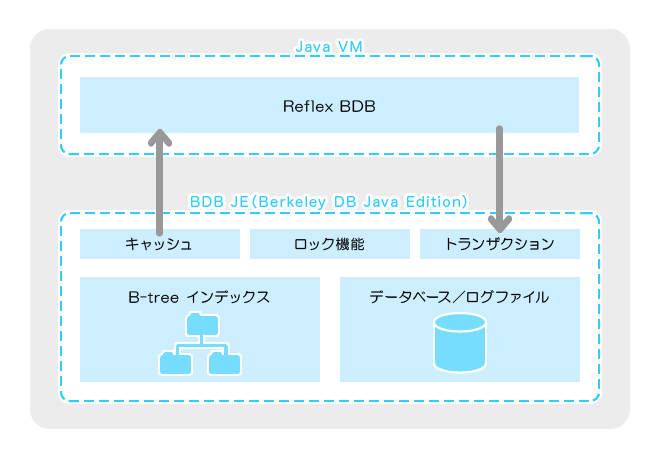 Java VM
Reflex BDB
BDB JE(Berkeley DB Java Edition)
キャッシュ
ロック機能
トランザクション
B-tree インデックス
データベース／ログファイル